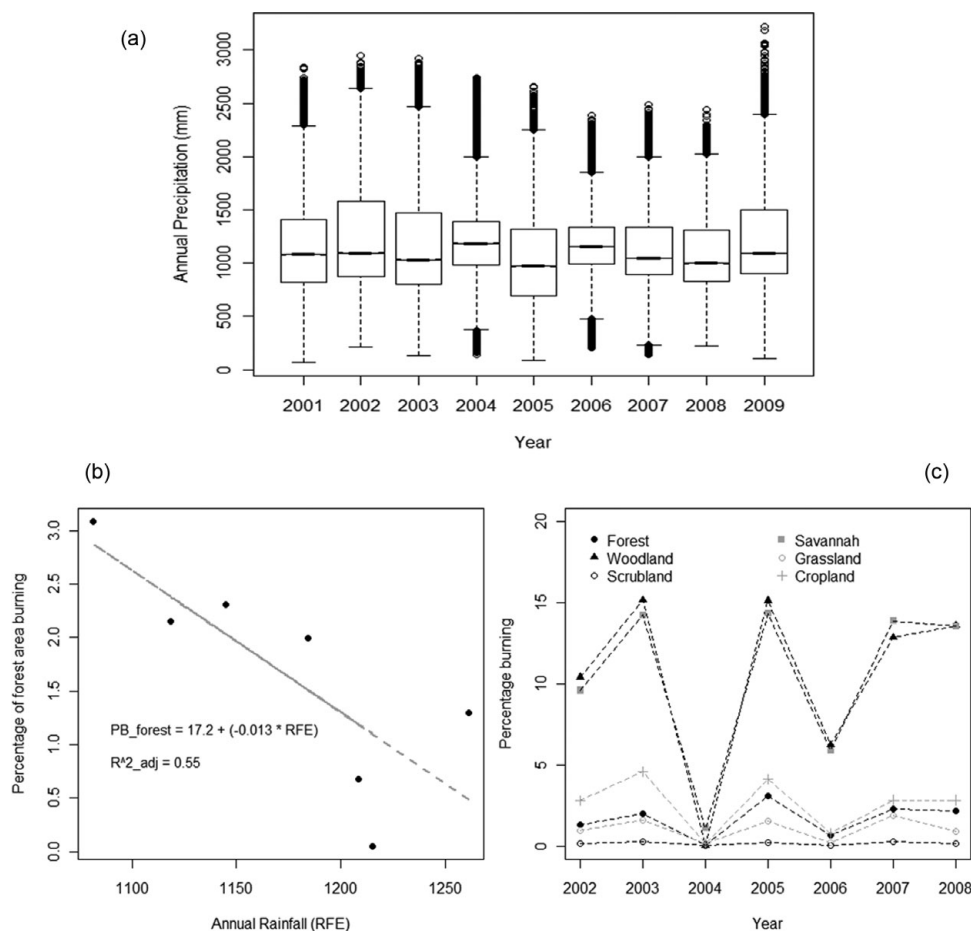 (a)
Annual Precipitation (mm)
3000
2500
2000
1500
1000
500
0
2001 2002 2003 2004 2005 2006 2007 2008 2009
Year
(b)
Percentage of forest area burning
3.0
2.5
2.0
1.5
1.0
0.5
0.0
PB_forest = 17.2 + (-0.013 * RFE)
R^2_adj = 0.55
1100 1150 1200 1250
Annual Rainfall (RFE)
(c)
Percentage burning
20
15
10
5
0
Forest
Woodland
Scrubland
Savannah
Grassland
Cropland
2002 2003 2004 2005 2006 2007 2008
Year